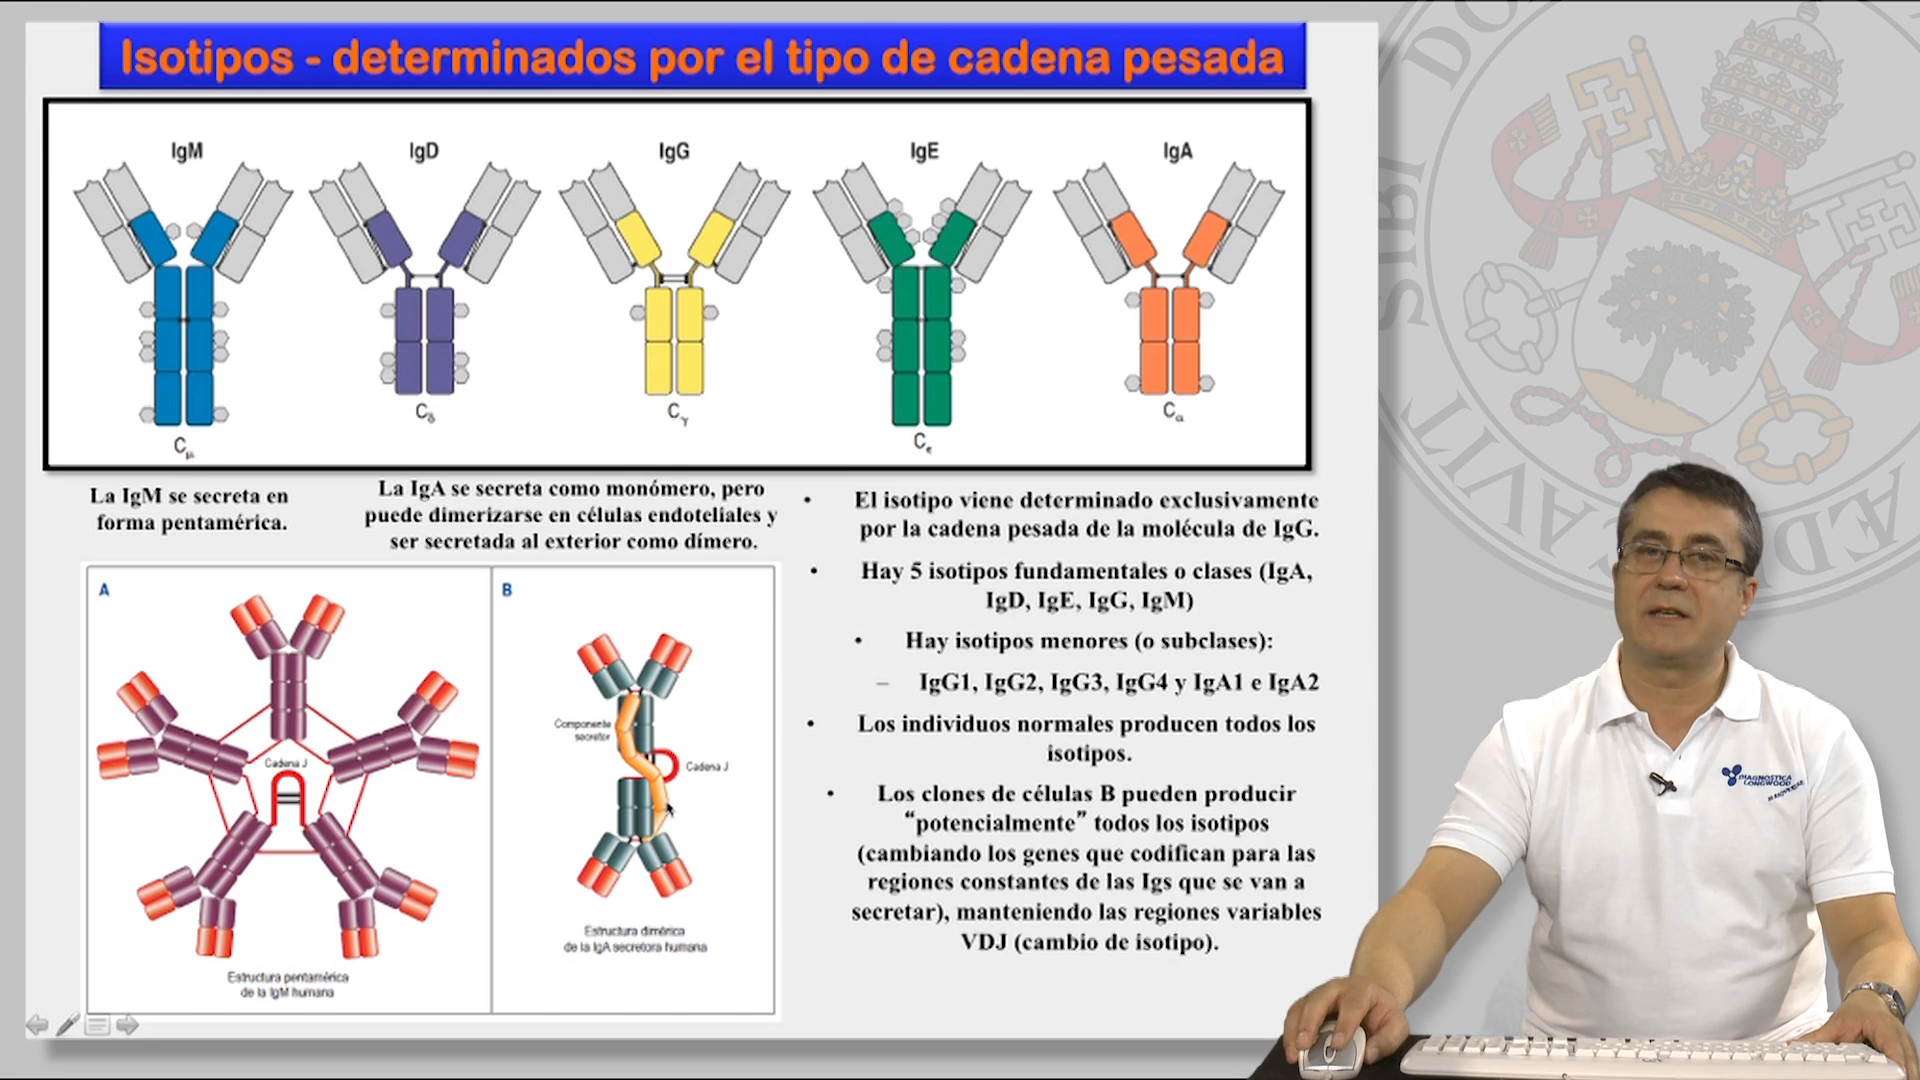 Isotipos - determinados por el tipo de cadena pesada
IgM
IgD
IgG
IgE
IgA
Cμ
Cδ
Cγ
Cε
Cα
La IgM se secreta en
forma pentamérica.
La IgA se secreta como monómero, pero
puede dimerizarse en células endoteliales y
ser secretada al exterior como dímero.
A
Cadena J
Estructura pentamérica
de la IgM humana
B
Componente
secretor
Cadena J
Estructura dimérica
de la IgA secretora humana
• El isotipo viene determinado exclusivamente
por la cadena pesada de la molécula de IgG.
• Hay 5 isotipos fundamentales o clases (IgA,
IgD, IgE, IgG, IgM)
• Hay isotipos menores (o subclases):
– IgG1, IgG2, IgG3, IgG4 y IgA1 e IgA2
• Los individuos normales producen todos los
isotipos.
• Los clones de células B pueden producir
“potencialmente” todos los isotipos
(cambiando los genes que codifican para las
regiones constantes de las Igs que se van a
secretar), manteniendo las regiones variables
VDJ (cambio de isotipo).
SIBI
DIAGNOSTICA
LONGWOOD